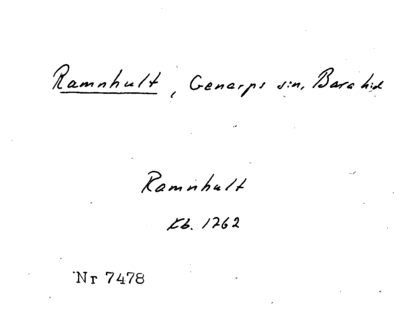 Ramnhult, Genarps sn, Bara hd
Ramnhult
Kb. 1762
Nr 7478